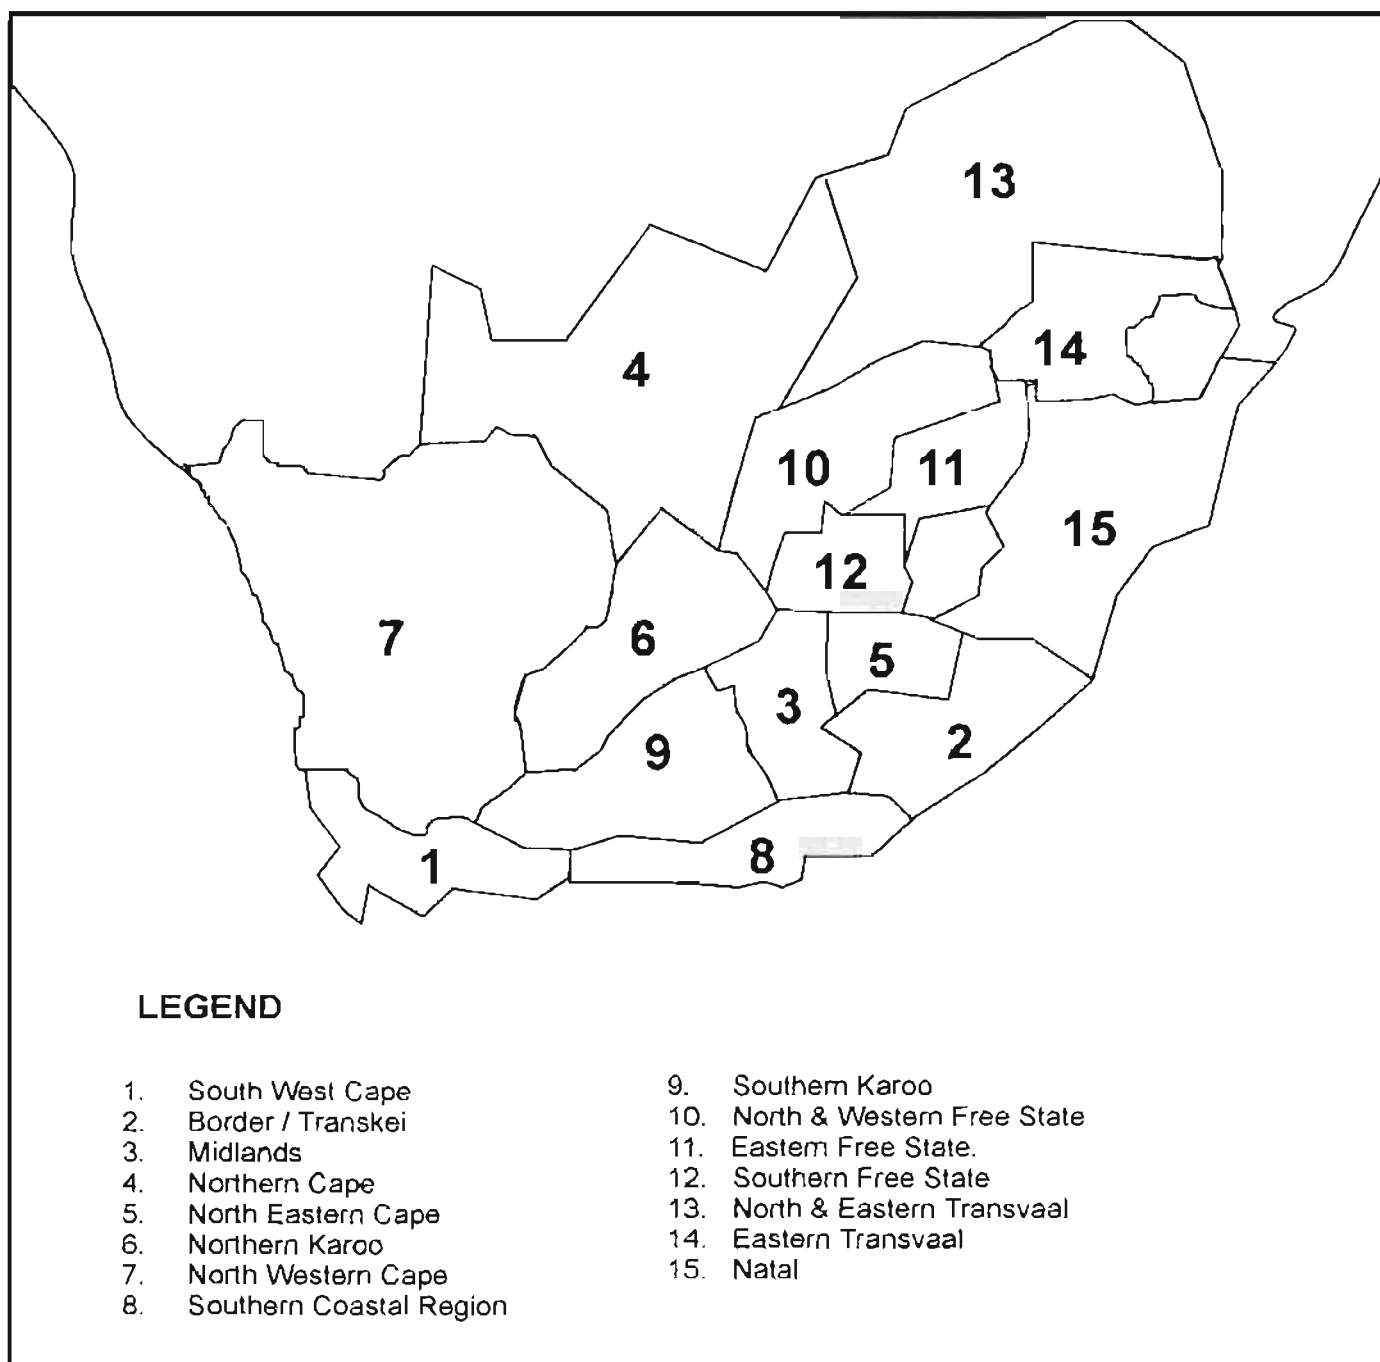 13
4
14
10
11
15
12
7
6
5
3
2
9
1
8
LEGEND
1. South West Cape
2. Border / Transkei
3. Midlands
4. Northern Cape
5. North Eastern Cape
6. Northern Karoo
7. North Western Cape
8. Southern Coastal Region
9. Southern Karoo
10. North & Western Free State
11. Eastern Free State.
12. Southern Free State
13. North & Eastern Transvaal
14. Eastern Transvaal
15. Natal